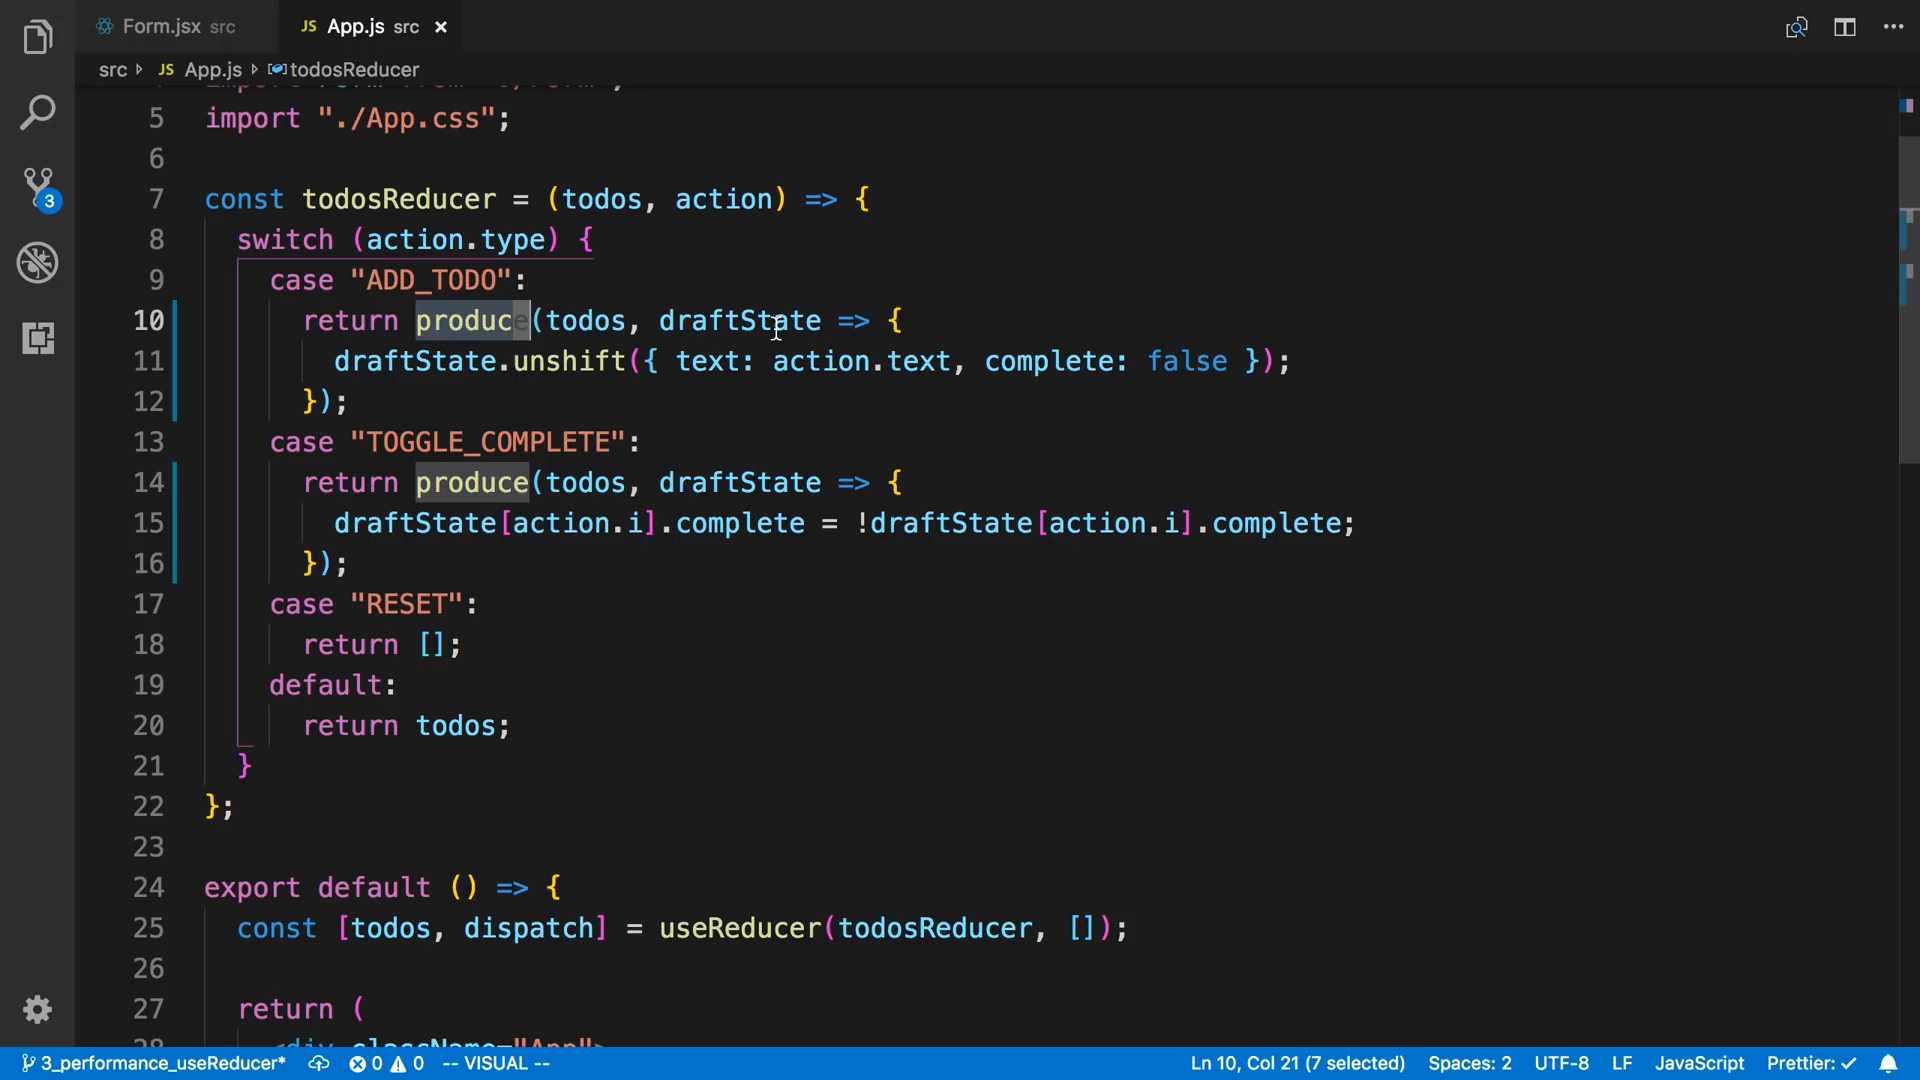 Form.jsx src
JS App.js src ×
src JS App.js todosReducer
5 import "./App.css";
6
7 const todosReducer = (todos, action) => {
8 switch (action.type) {
9 case "ADD_TODO":
10 return produce(todos, draftState => {
11 draftState.unshift({ text: action.text, complete: false });
12 });
13 case "TOGGLE_COMPLETE":
14 return produce(todos, draftState => {
15 draftState[action.i].complete = !draftState[action.i].complete;
16 });
17 case "RESET":
18 return [];
19 default:
20 return todos;
21 }
22 };
23
24 export default () => {
25 const [todos, dispatch] = useReducer(todosReducer, []);
26
27 return (
28 <div className="App">
3
3_performance_useReducer* 0 0 -- VISUAL -- Ln 10, Col 21 (7 selected) Spaces: 2 UTF-8 LF JavaScript Prettier: ✓